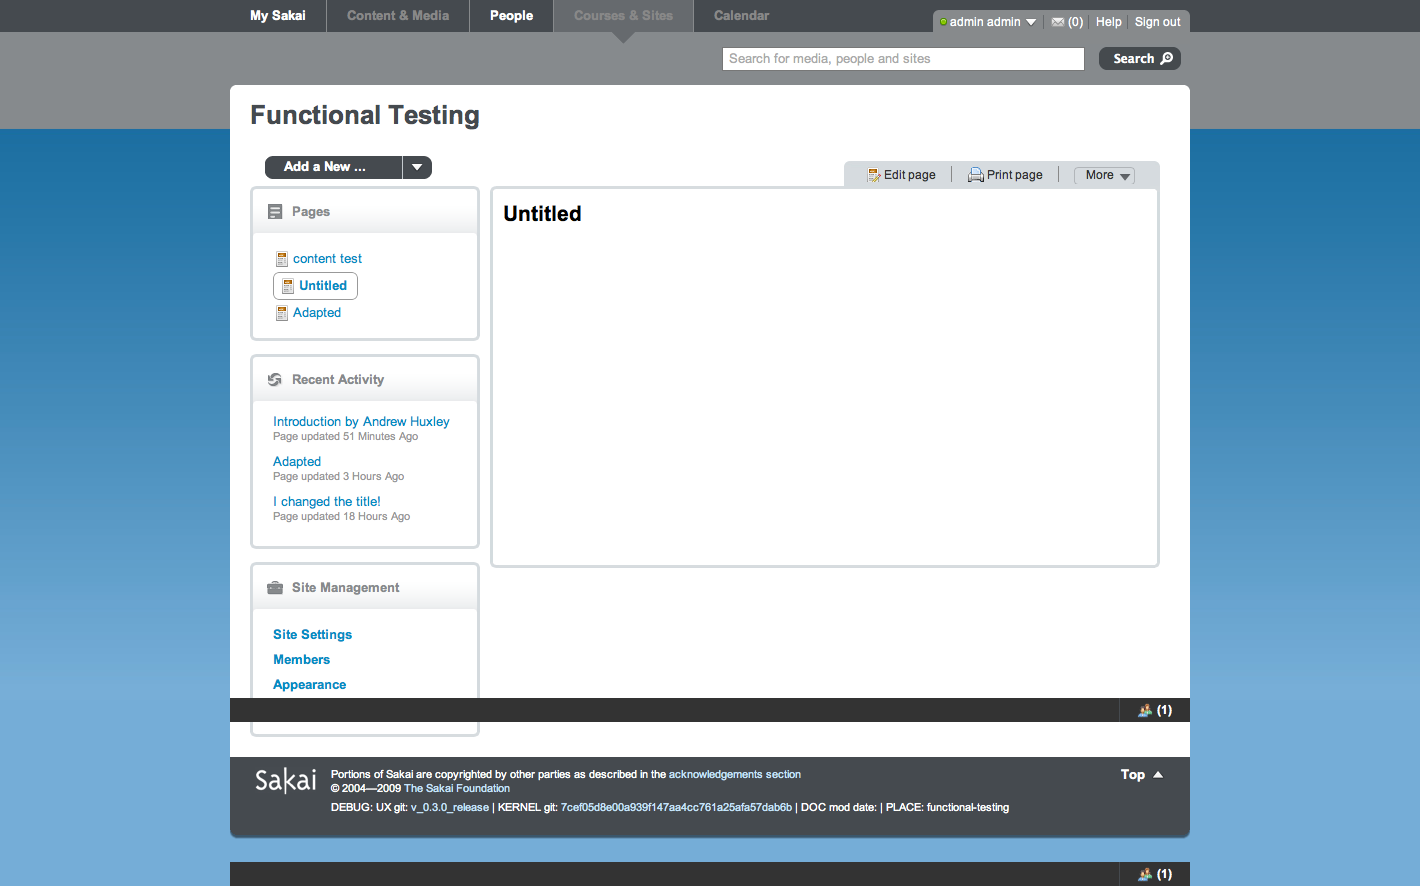 My Sakai Content & Media People Courses & Sites Calendar
admin admin (0) Help Sign out
Search for media, people and sites Search
Functional Testing
Add a New ...
Edit page Print page More
Pages
content test
Untitled
Adapted
Untitled
Recent Activity
Introduction by Andrew Huxley
Page updated 51 Minutes Ago
Adapted
Page updated 3 Hours Ago
I changed the title!
Page updated 18 Hours Ago
Site Management
Site Settings
Members
Appearance
(1)
Sakai
Portions of Sakai are copyrighted by other parties as described in the acknowledgements section
© 2004—2009 The Sakai Foundation
DEBUG: UX git: v_0.3.0_release | KERNEL git: 7cef05d8e00a939f147aa4cc761a25afa57dab6b | DOC mod date: | PLACE: functional-testing
Top
(1)